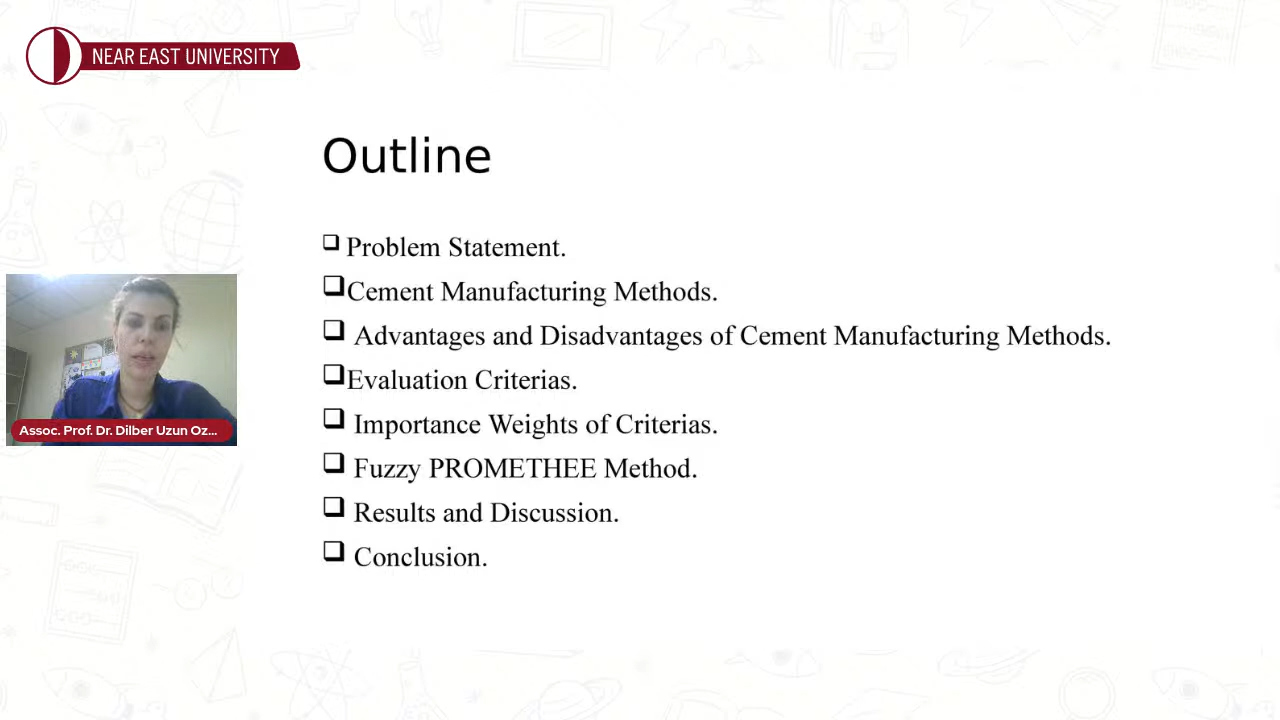 NEAR EAST UNIVERSITY
Outline
Problem Statement.
Cement Manufacturing Methods.
Advantages and Disadvantages of Cement Manufacturing Methods.
Evaluation Criterias.
Importance Weights of Criterias.
Fuzzy PROMETHEE Method.
Results and Discussion.
Conclusion.
Assoc. Prof. Dr. Dilber Uzun Oz...